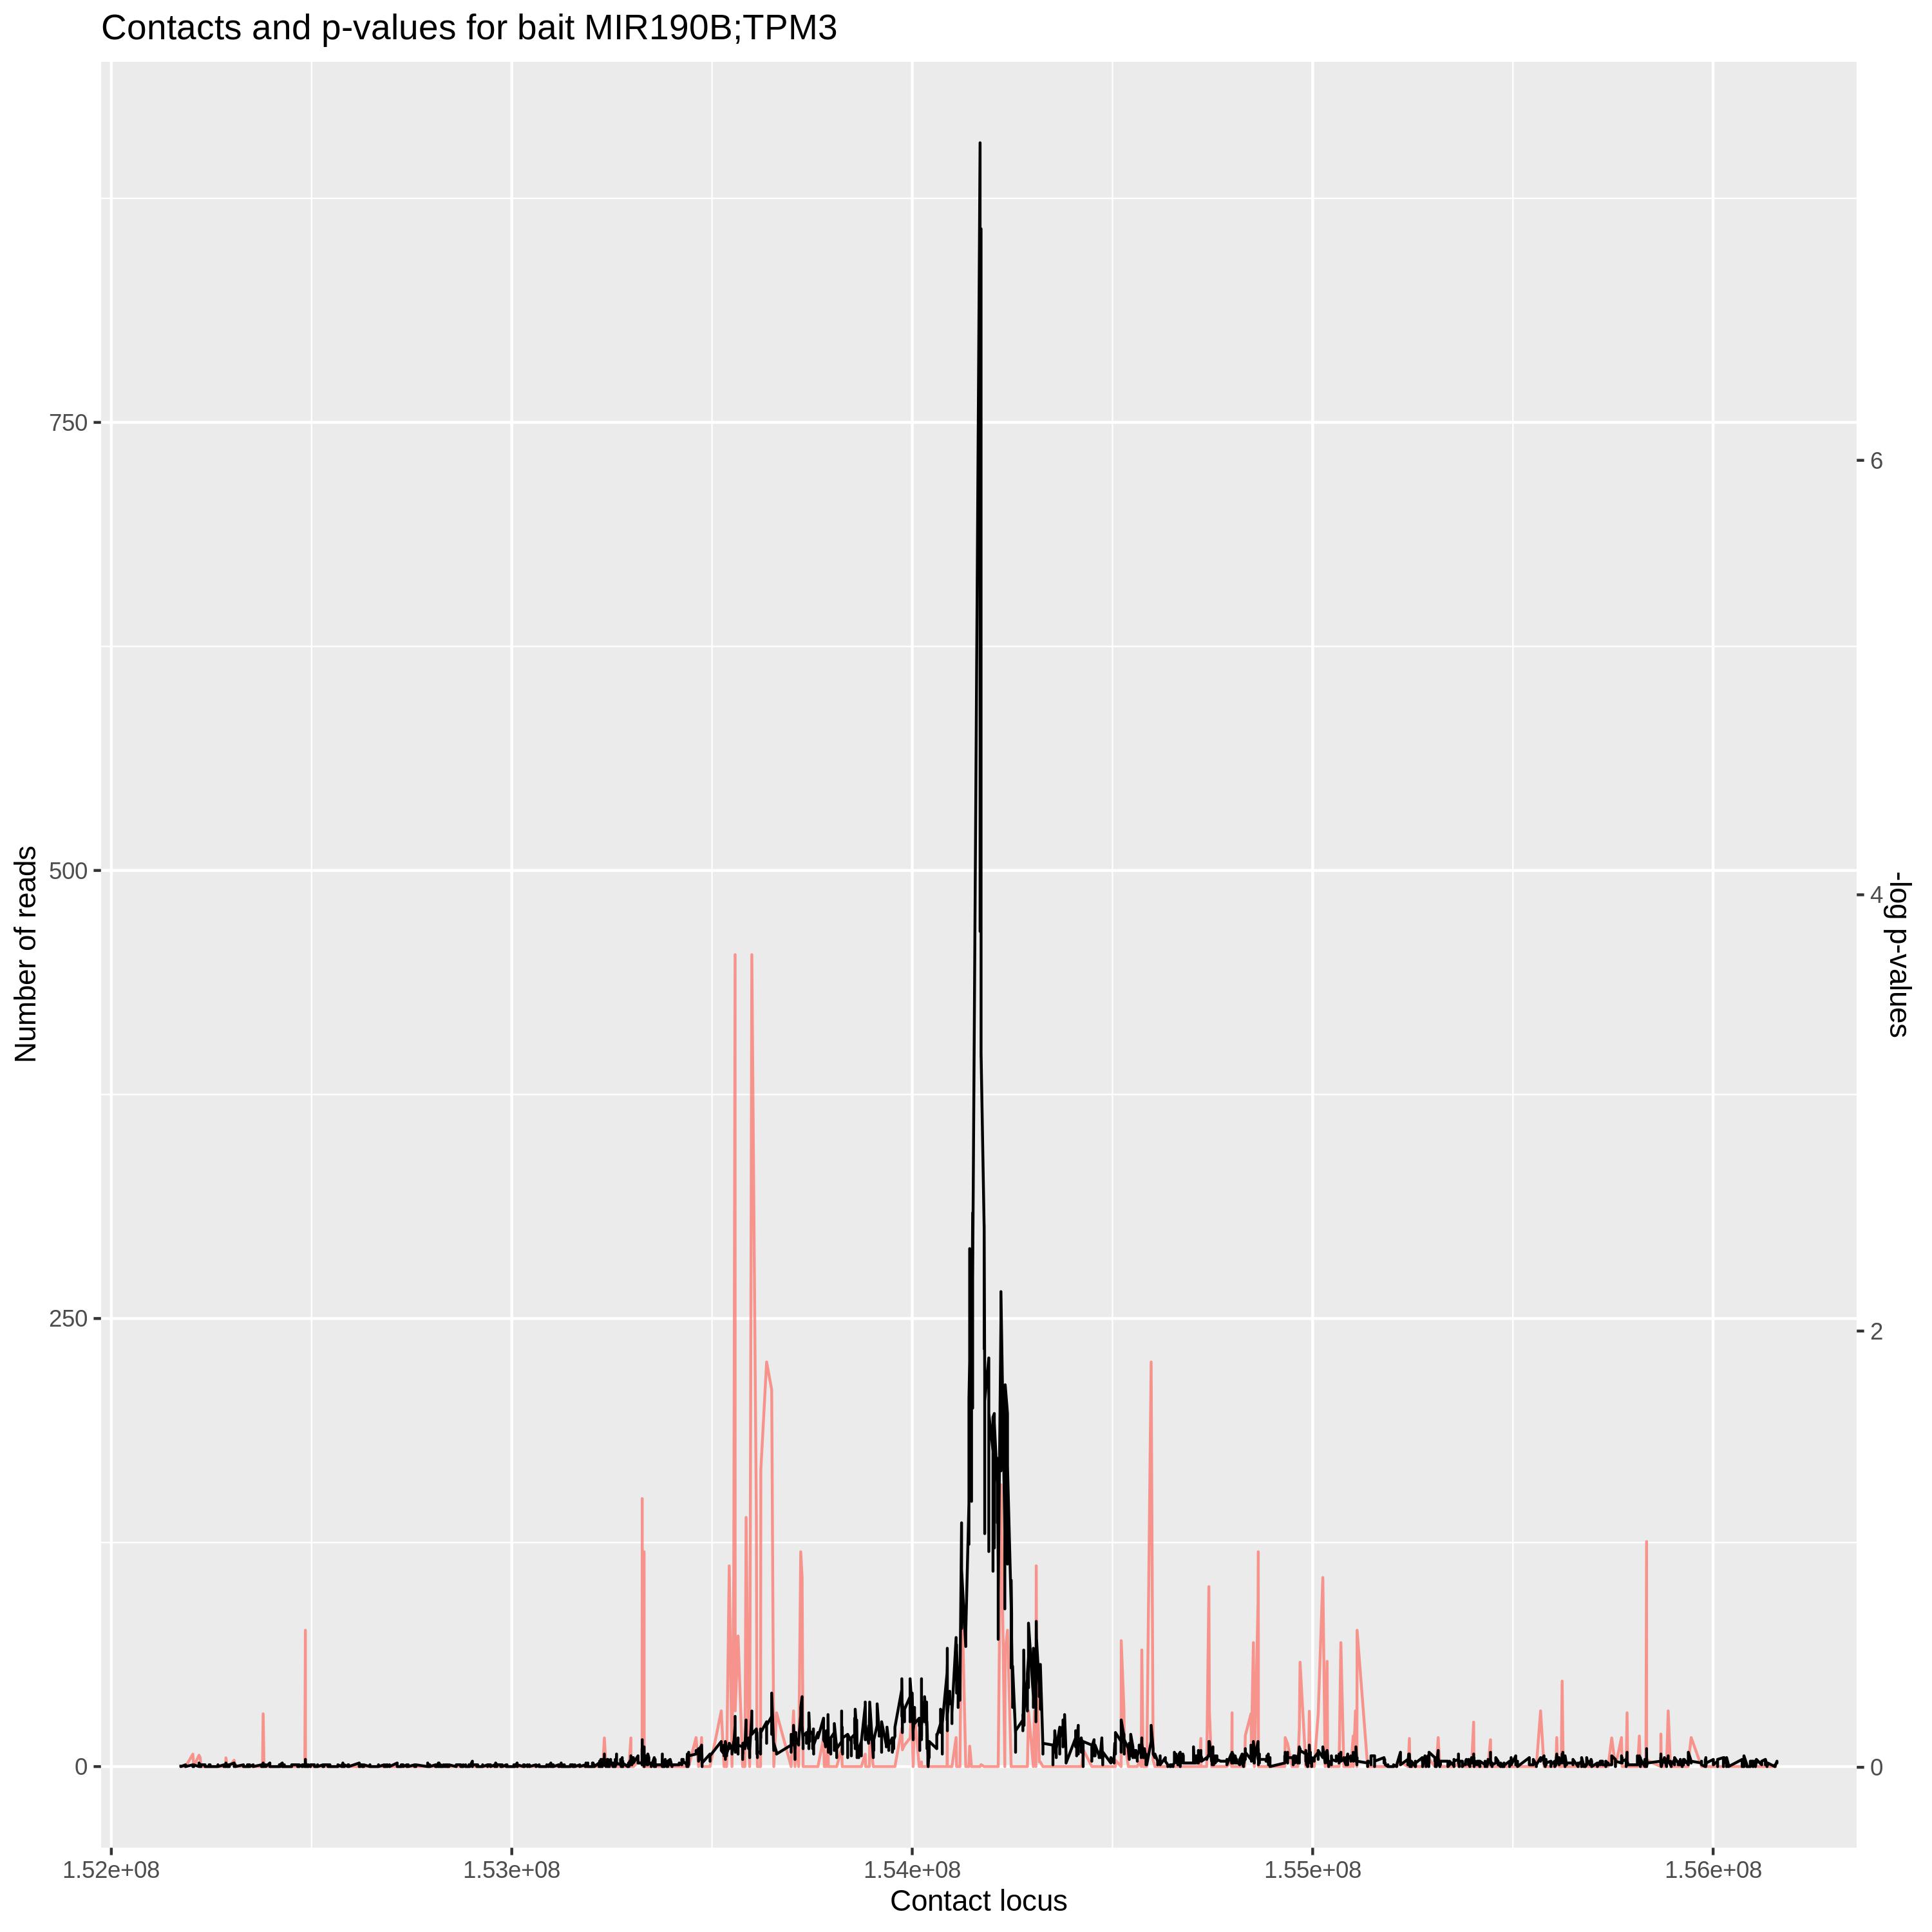 Contacts and p-values for bait MIR190B;TPM3
Number of reads
750
500
250
0
6
4
2
0
-log p-values
1.52e+08 1.53e+08 1.54e+08 1.55e+08 1.56e+08
Contact locus